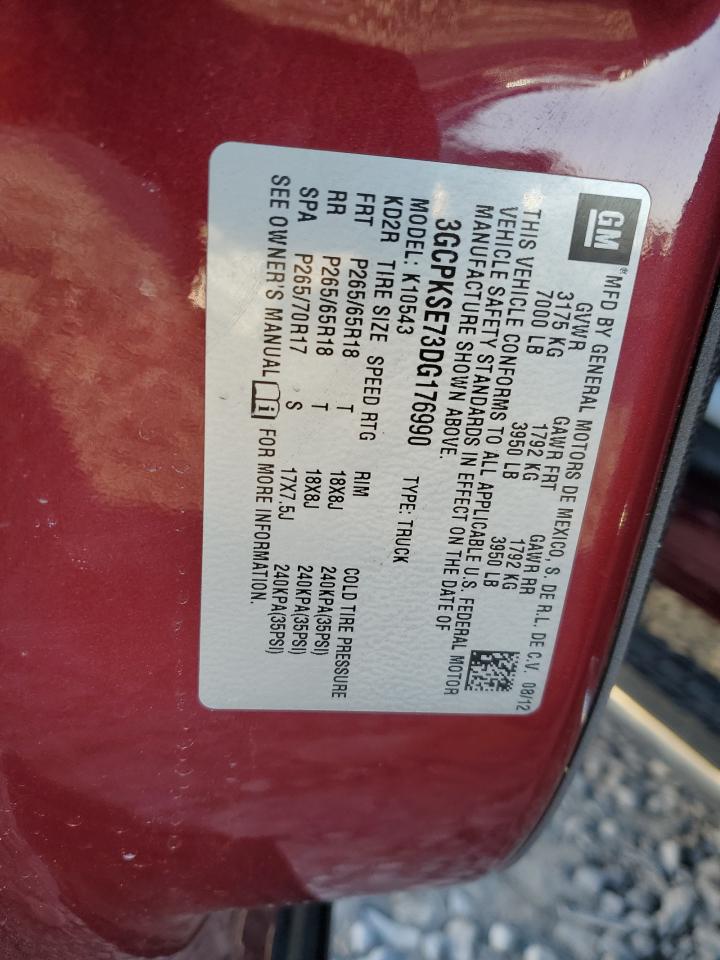 GM® MFD BY GENERAL MOTORS DE MEXICO, S. DE R.L. DE C.V. 08/12
GVWR GAWR FRT GAWR RR
3175 KG 1792 KG 1792 KG
7000 LB 3950 LB 3950 LB
THIS VEHICLE CONFORMS TO ALL APPLICABLE U.S. FEDERAL MOTOR
VEHICLE SAFETY STANDARDS IN EFFECT ON THE DATE OF
MANUFACTURE SHOWN ABOVE.
3GCPKSE73DG176990 TYPE: TRUCK
MODEL: K10543
KD2R TIRE SIZE SPEED RTG RIM COLD TIRE PRESSURE
FRT P265/65R18 T 18X8J 240KPA(35PSI)
RR P265/65R18 T 18X8J 240KPA(35PSI)
SPA P265/70R17 S 17X7.5J 240KPA(35PSI)
SEE OWNER'S MANUAL i FOR MORE INFORMATION.